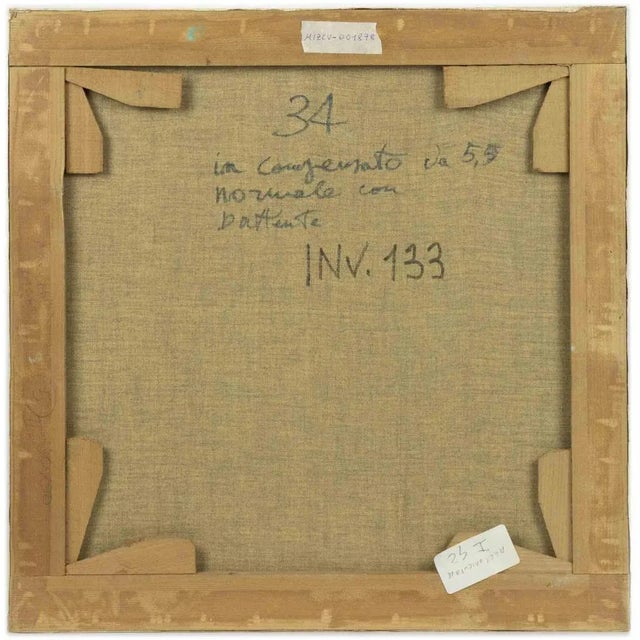 34
in compensato da 5,5
normale con
battente
INV. 133